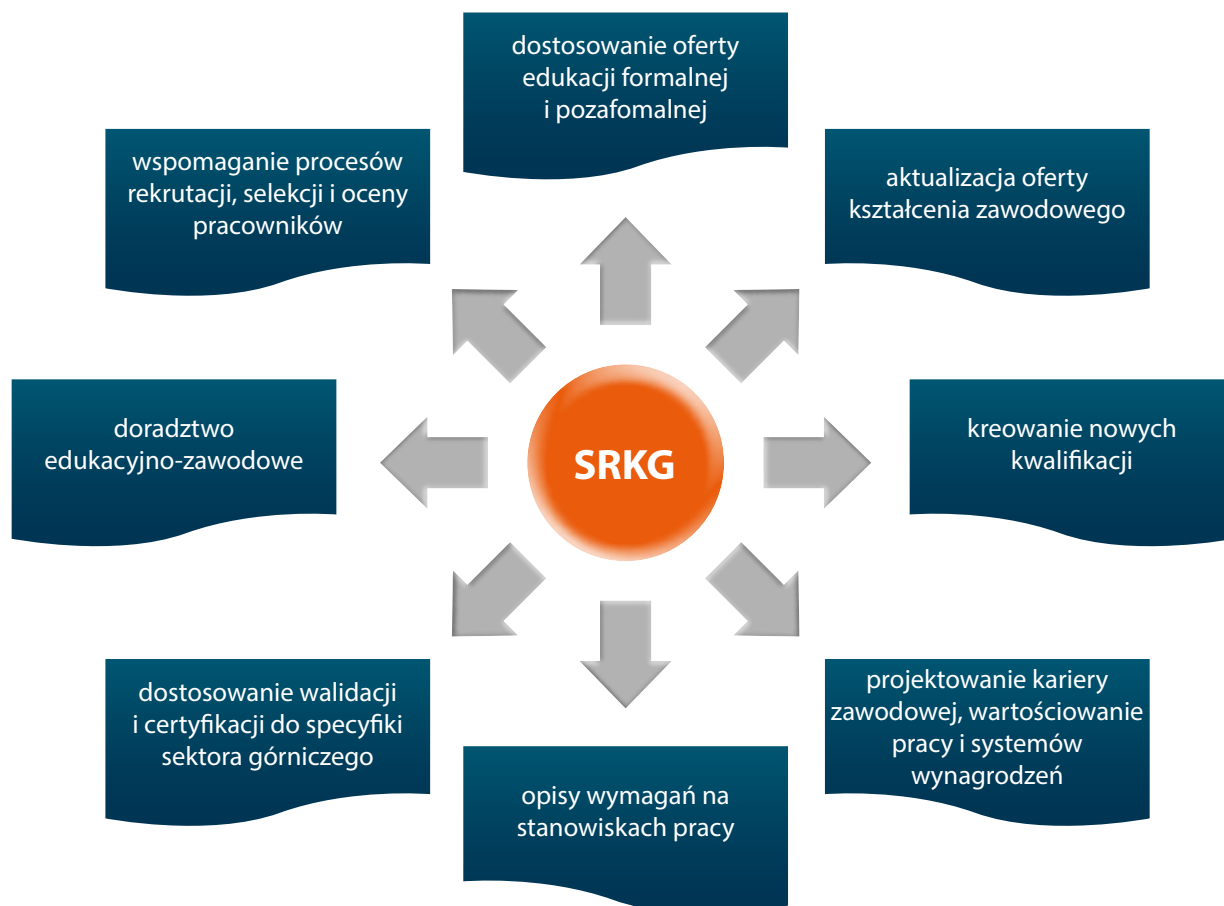 dostosowanie oferty
edukacji formalnej
i pozafomalnej
wspomaganie procesów
rekrutacji, selekcji i oceny
pracowników
aktualizacja oferty
kształcenia zawodowego
doradztwo
edukacyjno-zawodowe
SRKG
kreowanie nowych
kwalifikacji
dostosowanie walidacji
i certyfikacji do specyfiki
sektora górniczego
projektowanie kariery
zawodowej, wartościowanie
pracy i systemów
wynagrodzeń
opisy wymagań na
stanowiskach pracy